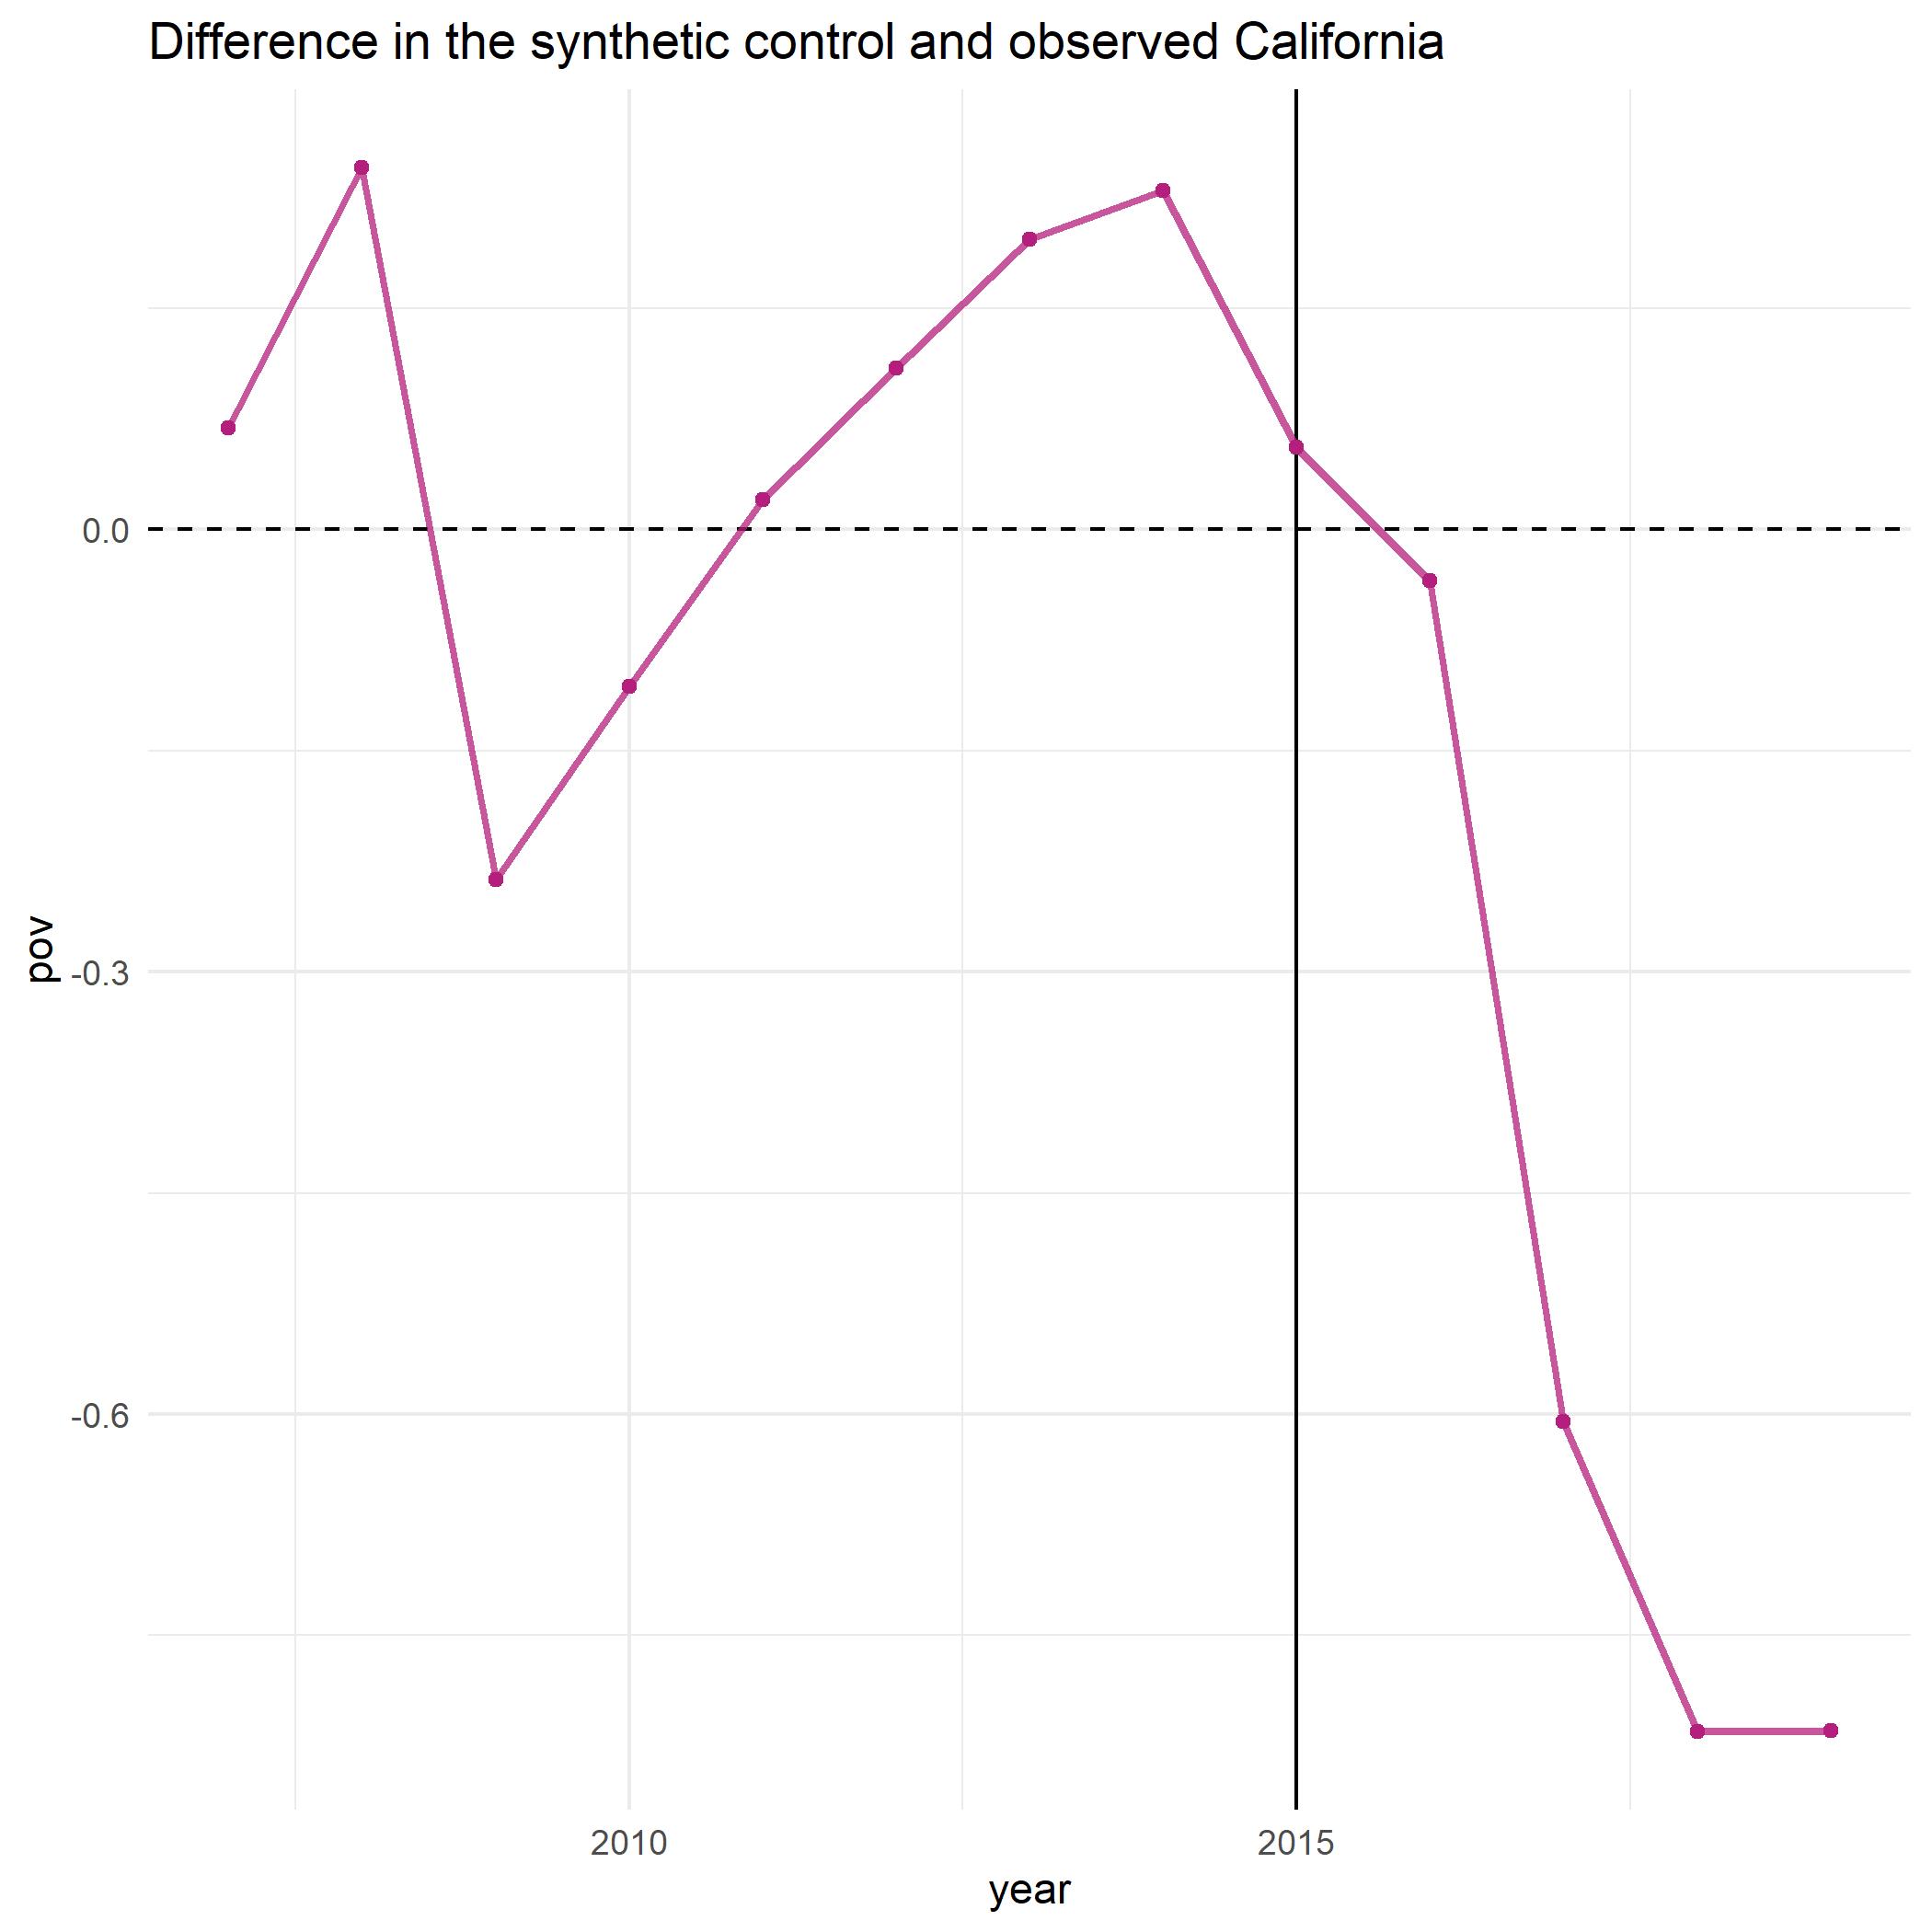 Difference in the synthetic control and observed California
0.0
-0.3
-0.6
pov
2010
2015
year